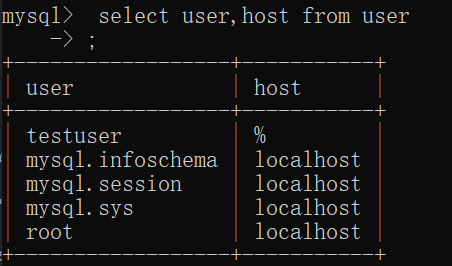 mysql>  select user,host from user
    -> ;
+------------------+-----------+
| user             | host      |
+------------------+-----------+
| testuser         | %         |
| mysql.infoschema | localhost |
| mysql.session    | localhost |
| mysql.sys        | localhost |
| root             | localhost |
+------------------+-----------+